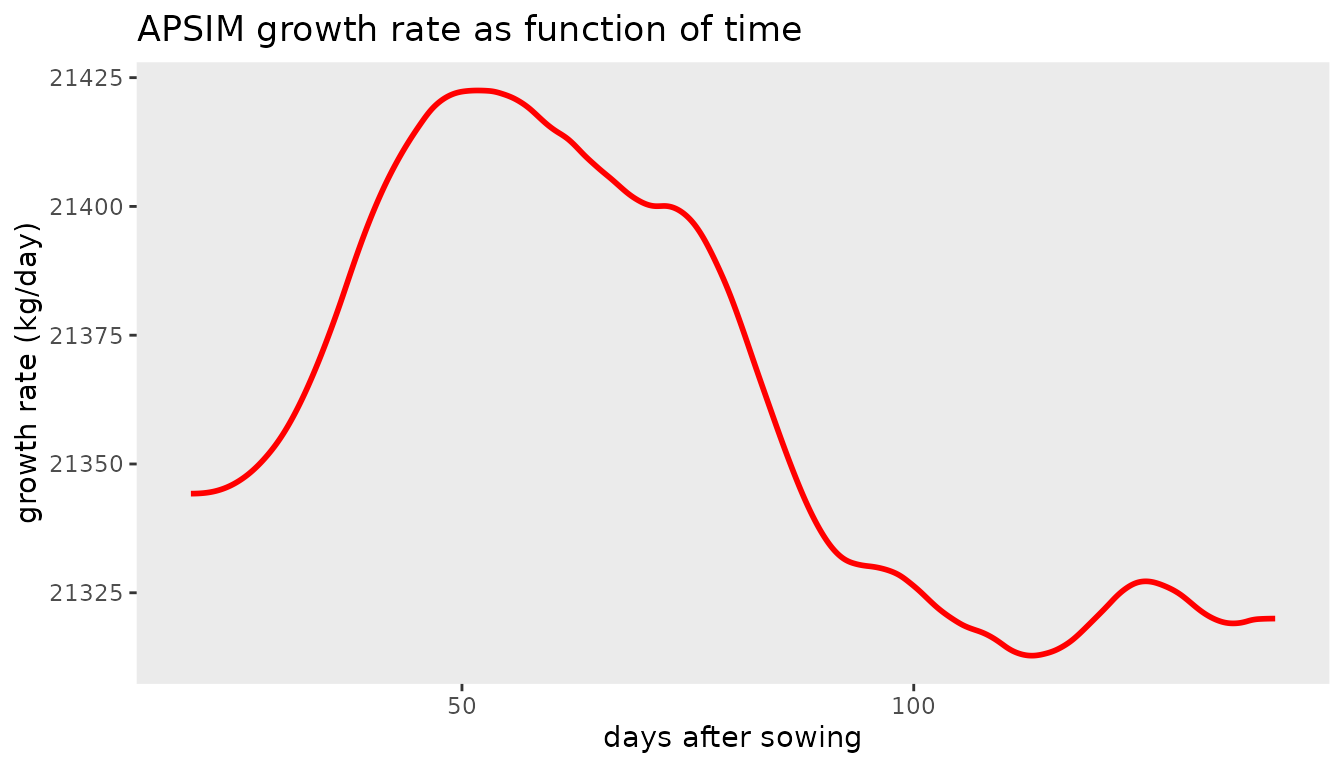 APSIM growth rate as function of time
growth rate (kg/day)
21425
21400
21375
21350
21325
50
100
days after sowing